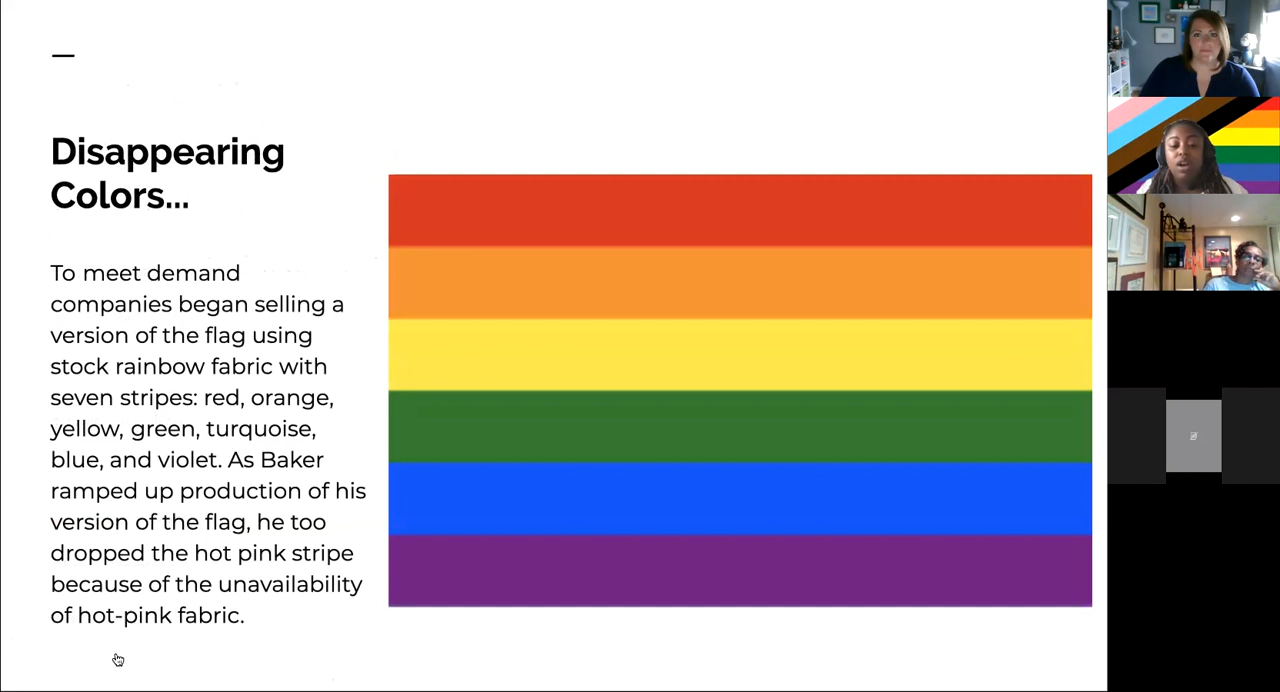 Disappearing
Colors...
To meet demand
companies began selling a
version of the flag using
stock rainbow fabric with
seven stripes: red, orange,
yellow, green, turquoise,
blue, and violet. As Baker
ramped up production of his
version of the flag, he too
dropped the hot pink stripe
because of the unavailability
of hot-pink fabric.